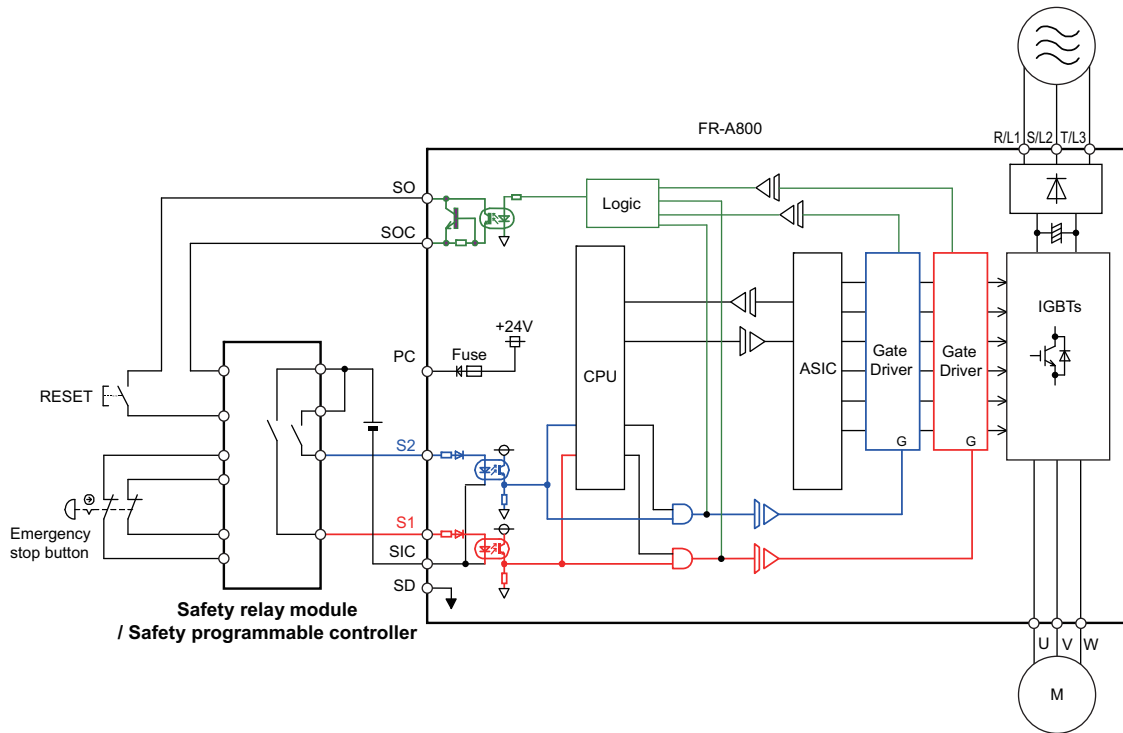 FR-A800
R/L1 S/L2 T/L3
SO
SOC
Logic
+24V
PC
Fuse
CPU
ASIC
Gate
Driver
G
Gate
Driver
G
IGBTs
RESET
S2
S1
SIC
SD
Emergency
stop button
Safety relay module
/ Safety programmable controller
U V W
M